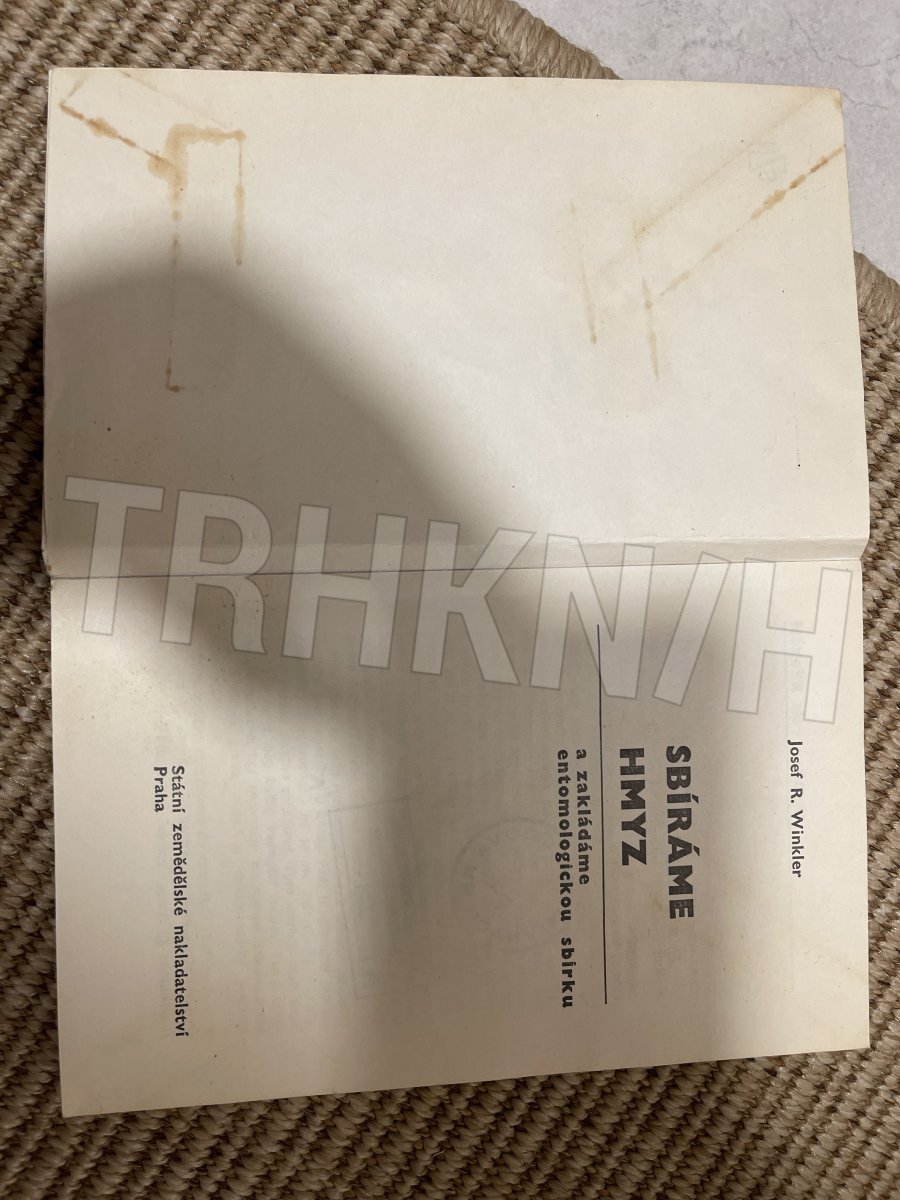 Josef R. Winkler
SBÍRÁME
HMYZ
a zakládáme
entomologickou sbírku
Státní zemědělské nakladatelství
Praha
TRHKNIH